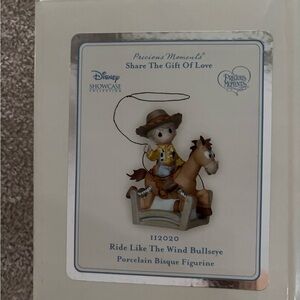 Precious Moments®
Share The Gift Of Love
Disney
SHOWCASE
COLLECTION
PRECIOUS
MOMENTS
112020
Ride Like The Wind Bullseye
Porcelain Bisque Figurine